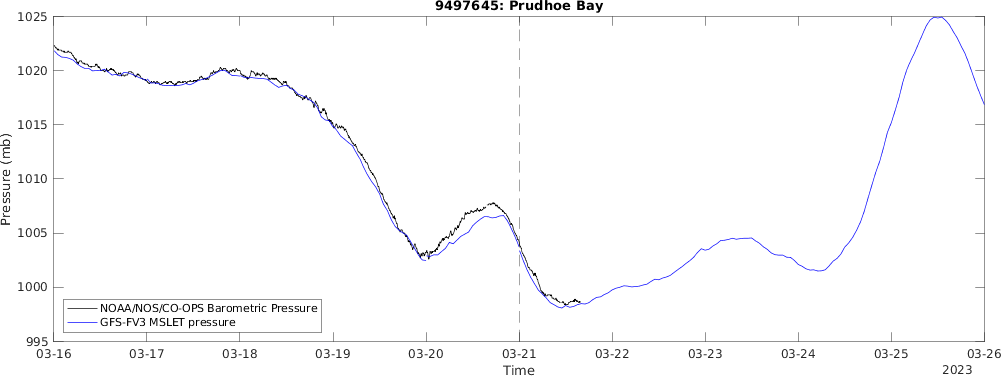 9497645: Prudhoe Bay
1025
1020
1015
1010
1005
1000
995
Pressure (mb)
NOAA/NOS/CO-OPS Barometric Pressure
GFS-FV3 MSLET pressure
03-16 03-17 03-18 03-19 03-20 03-21 03-22 03-23 03-24 03-25 03-26
Time
2023